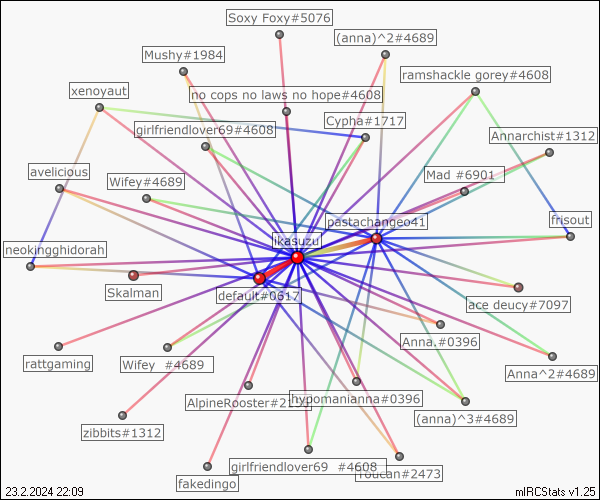 Soxy Foxy#5076
(anna)^2#4689
Mushy#1984
ramshackle gorey#4608
xenoyaut
no cops no laws no hope#4608
Cypha#1717
girlfriendlover69#4608
Annarchist#1312
avelicious
Wifey#4689
Mad #6901
pastachangeo41
frisout
ikasuzu
neokingghidorah
Skalman
default#0617
ace deucy#7097
Anna.#0396
rattgaming
Wifey  #4689
Anna^2#4689
hypomanianna#0396
(anna)^3#4689
zibbits#1312
girlfriendlover69  #4608
Toucan#2473
fakedingo
23.2.2024 22:09
mIRCStats v1.25